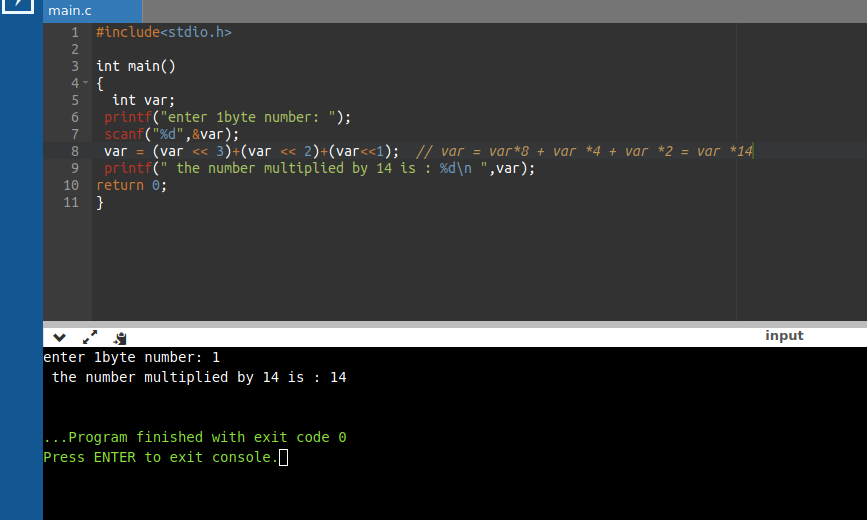 main.c
1 #include<stdio.h>
2
3 int main()
4 {
5   int var;
6  printf("enter 1byte number: ");
7  scanf("%d",&var);
8  var = (var << 3)+(var << 2)+(var<<1);  // var = var*8 + var *4 + var *2 = var *14
9  printf(" the number multiplied by 14 is : %d\n ",var);
10 return 0;
11 }
input
enter 1byte number: 1
 the number multiplied by 14 is : 14
...Program finished with exit code 0
Press ENTER to exit console.